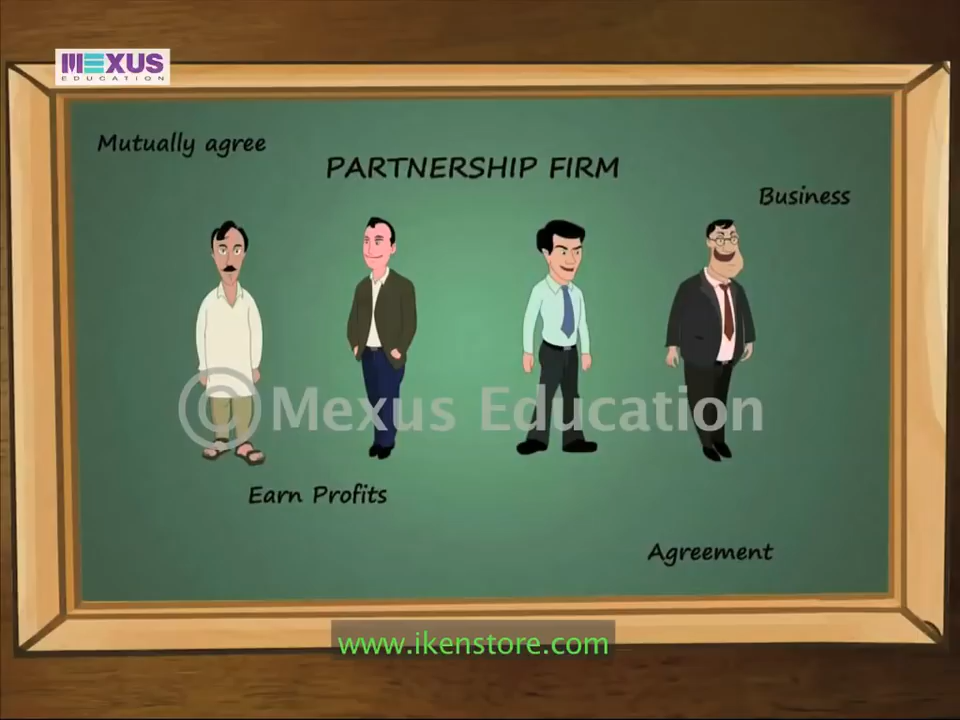 MEXUS
EDUCATION
Mutually agree
PARTNERSHIP FIRM
Business
© Mexus Education
Earn Profits
Agreement
www.ikenstore.com